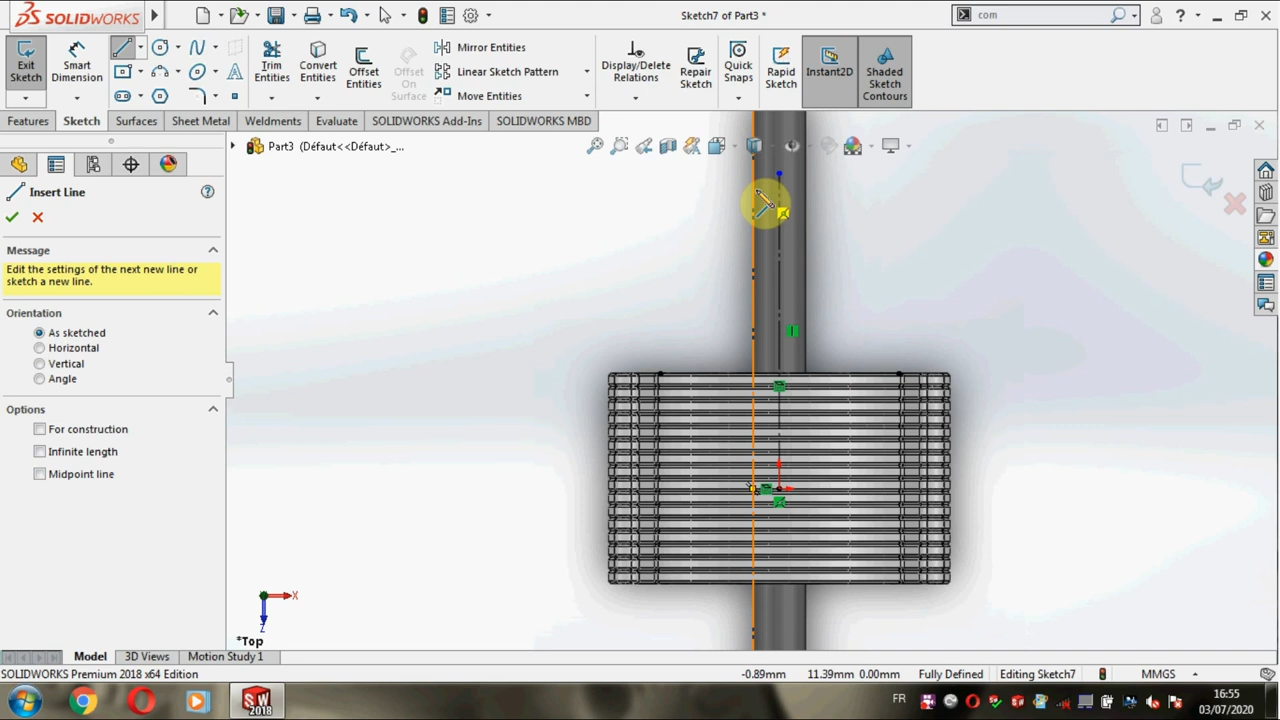 SOLIDWORKS
Sketch7 of Part3 *
com
Exit Sketch
Smart Dimension
Trim Entities
Convert Entities
Offset Entities
Offset On Surface
Mirror Entities
Linear Sketch Pattern
Move Entities
Display/Delete Relations
Repair Sketch
Quick Snaps
Rapid Sketch
Instant2D
Shaded Sketch Contours
Features
Sketch
Surfaces
Sheet Metal
Weldments
Evaluate
SOLIDWORKS Add-Ins
SOLIDWORKS MBD
Part3 (Défaut<<Défaut>_...
Insert Line
Message
Edit the settings of the next new line or
sketch a new line.
Orientation
As sketched
Horizontal
Vertical
Angle
Options
For construction
Infinite length
Midpoint line
X
Z
*Top
Model
3D Views
Motion Study 1
SOLIDWORKS Premium 2018 x64 Edition
-0.89mm
11.39mm 0.00mm
Fully Defined
Editing Sketch7
MMGS
SW
2018
FR
16:55
03/07/2020